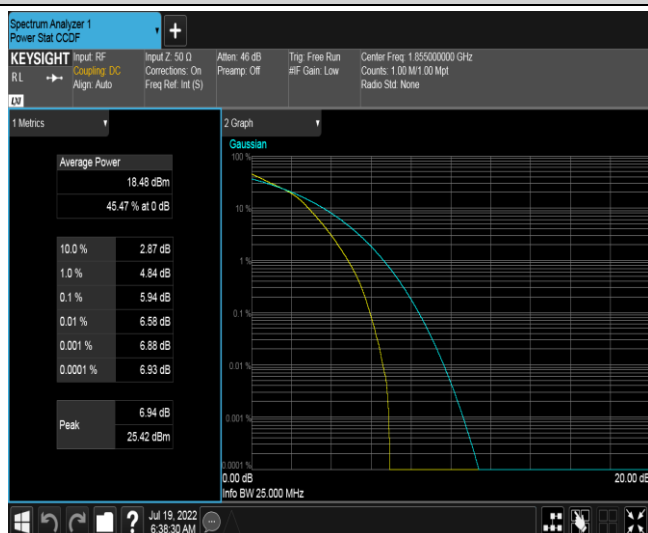 Spectrum Analyzer 1
Power Stat CCDF
+
KEYSIGHT
RL
LXI
Input: RF
Coupling: DC
Align: Auto
Input Z: 50 Ω
Corrections: On
Freq Ref: Int (S)
Atten: 46 dB
Preamp: Off
Trig: Free Run
#IF Gain: Low
Center Freq: 1.855000000 GHz
Counts: 1.00 M/1.00 Mpt
Radio Std: None
1 Metrics
Average Power
18.48 dBm
45.47 % at 0 dB
10.0 % 2.87 dB
1.0 % 4.84 dB
0.1 % 5.94 dB
0.01 % 6.58 dB
0.001 % 6.88 dB
0.0001 % 6.93 dB
Peak
6.94 dB
25.42 dBm
2 Graph
Gaussian
100 %
10 %
1 %
0.1 %
0.01 %
0.001 %
0.0001 %
0.00 dB
20.00 dB
Info BW 25.000 MHz
?
Jul 19, 2022
6:38:30 AM